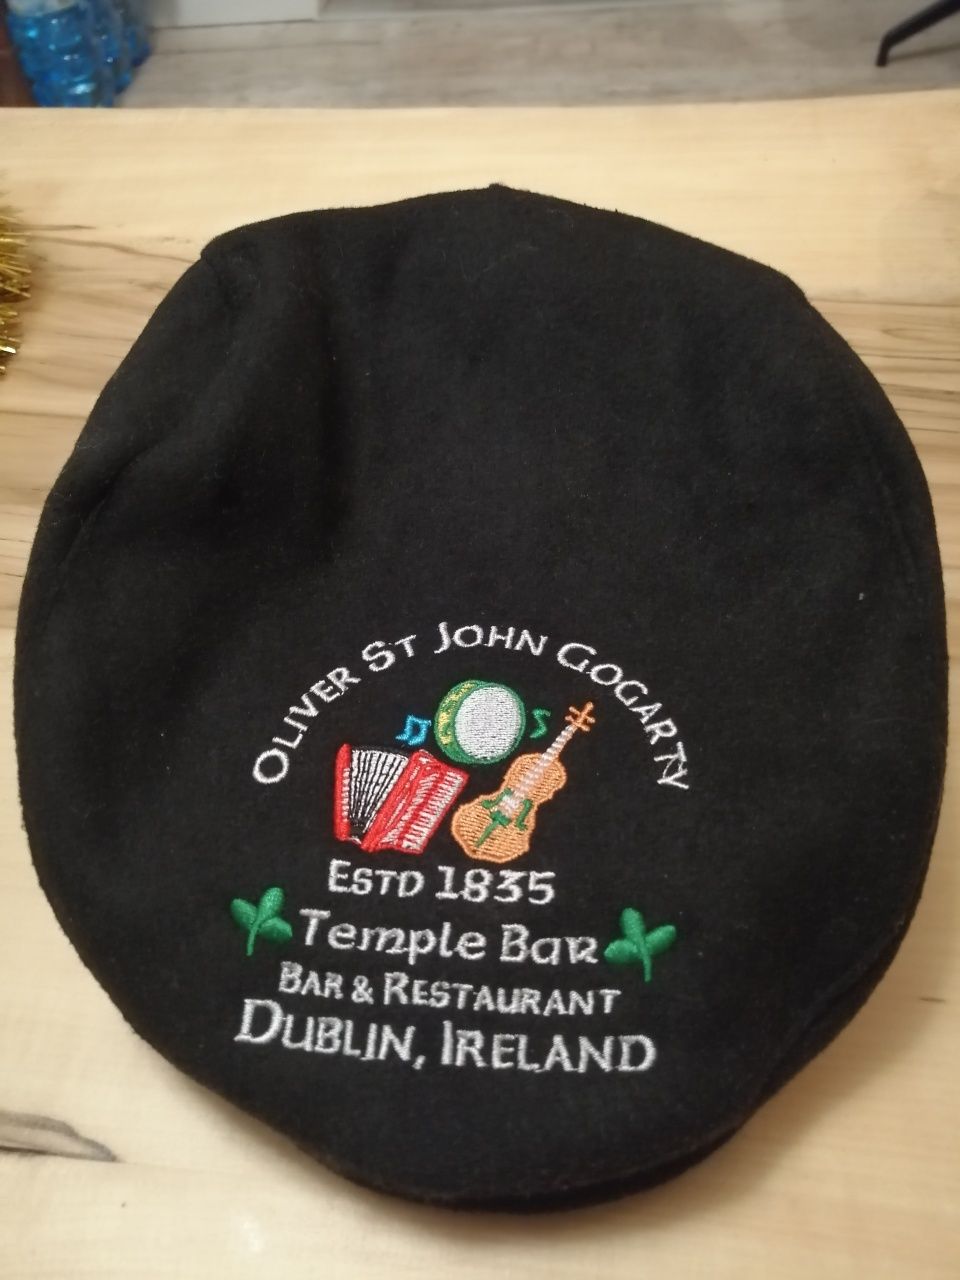 OLIVER ST JOHN GOGARTY
ESTD 1835
Temple Bar
BAR & RESTAURANT
DUBLIN, IRELAND